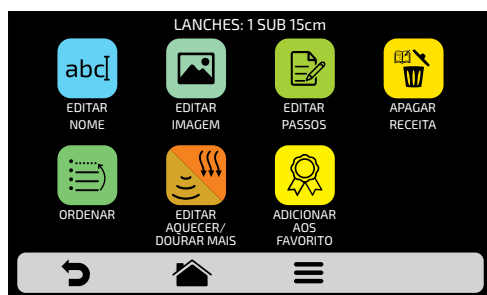 LANCHES: 1 SUB 15cm
abc
EDITAR
NOME
EDITAR
IMAGEM
EDITAR
PASSOS
APAGAR
RECEITA
ORDENAR
EDITAR
AQUECER/
DOURAR MAIS
ADICIONAR
AOS
FAVORITO